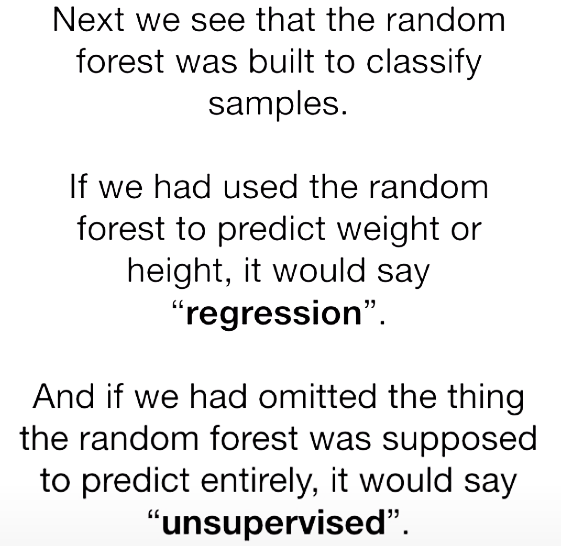 Next we see that the random
forest was built to classify
samples.
If we had used the random
forest to predict weight or
height, it would say
“regression”.
And if we had omitted the thing
the random forest was supposed
to predict entirely, it would say
“unsupervised”.